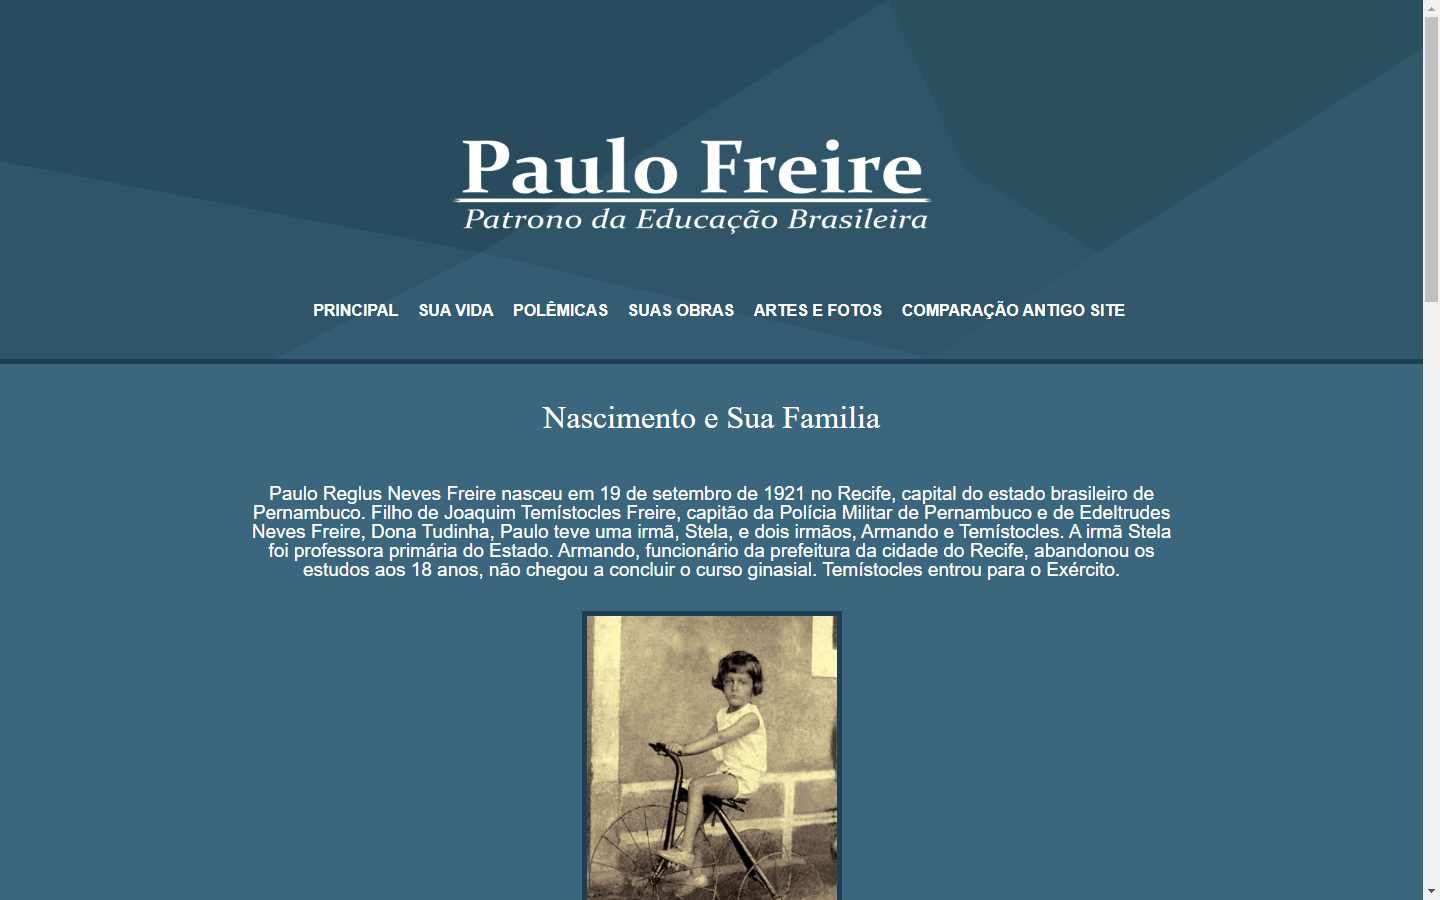 Paulo Freire
Patrono da Educação Brasileira
PRINCIPAL SUA VIDA POLÊMICAS SUAS OBRAS ARTES E FOTOS COMPARAÇÃO ANTIGO SITE
Nascimento e Sua Familia
Paulo Reglus Neves Freire nasceu em 19 de setembro de 1921 no Recife, capital do estado brasileiro de
Pernambuco. Filho de Joaquim Temístocles Freire, capitão da Polícia Militar de Pernambuco e de Edeltrudes
Neves Freire, Dona Tudinha, Paulo teve uma irmã, Stela, e dois irmãos, Armando e Temístocles. A irmã Stela
foi professora primária do Estado. Armando, funcionário da prefeitura da cidade do Recife, abandonou os
estudos aos 18 anos, não chegou a concluir o curso ginasial. Temístocles entrou para o Exército.